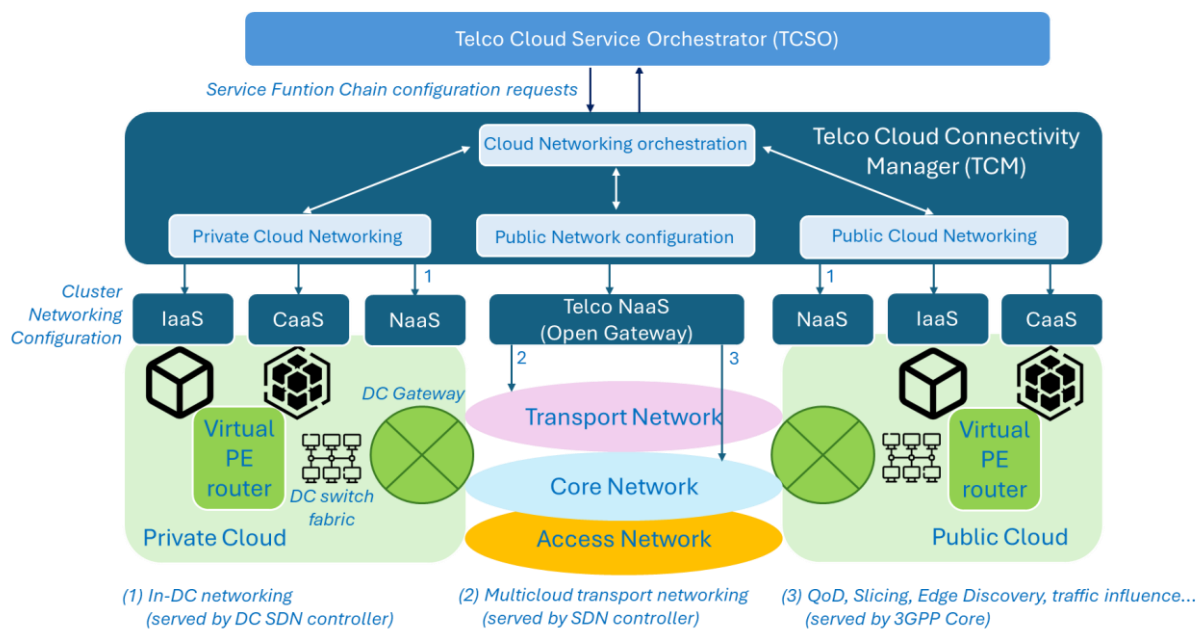 Telco Cloud Service Orchestrator (TCSO)
Service Funtion Chain configuration requests
Cloud Networking orchestration
Telco Cloud Connectivity
Manager (TCM)
Private Cloud Networking
Public Network configuration
Public Cloud Networking
1
1
Cluster
Networking
Configuration
IaaS
CaaS
NaaS
Telco NaaS
(Open Gateway)
NaaS
IaaS
CaaS
2
3
DC Gateway
Transport Network
Virtual
PE
router
Virtual
PE
router
DC switch
fabric
Core Network
Private Cloud
Access Network
Public Cloud
(1) In-DC networking
(served by DC SDN controller)
(2) Multicloud transport networking
(served by SDN controller)
(3) QoD, Slicing, Edge Discovery, traffic influence...
(served by 3GPP Core)